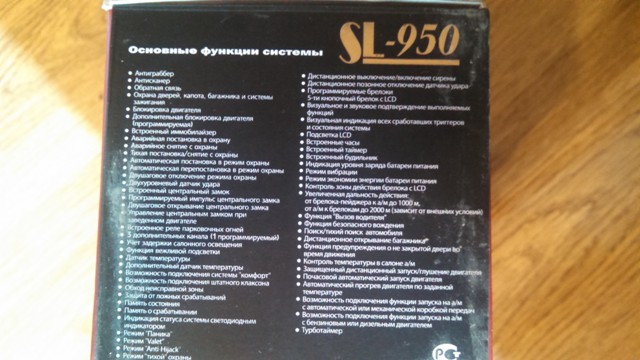 SL-950
Основные функции системы
• Антиграббер
• Антисканер
• Обратная связь
• Охрана дверей, капота, багажника и системы
зажигания
• Блокировка двигателя
• Дополнительная блокировка двигателя
(программируемая)
• Встроенный иммобилайзер
• Аварийная постановка в охрану
• Аварийное снятие с охраны
• Тихая постановка/снятие с охраны
• Автоматическая постановка в режим охраны
• Автоматическая перепостановка в режим охраны
• Двушаговое отключение режима охраны
• Двухуровневый датчик удара
• Встроенный центральный замок
• Программируемый импульс центрального замка
• Двушаговое открывание центрального замка
• Управление центральным замком при
заведенном двигателе
• Встроенное реле парковочных огней
• 5 дополнительных канала (1 программируемый)
• Учет задержки салонного освещения
• Функция вежливой подсветки
• Датчик температуры
• Дополнительный датчик температуры
• Возможность подключения системы "комфорт"
• Возможность подключения штатного клаксона
• Обход неисправной зоны
• Защита от ложных срабатываний
• Память состояния
• Память о срабатывании
• Индикация статуса системы светодиодным
индикатором
• Режим "Паника"
• Режим "Valet"
• Режим "Anti-Hijack"
• Режим "тихой" охраны
• Дистанционное выключение/включение сирены
• Дистанционное позонное отключение датчика удара
• Программируемые брелоки
5-ти кнопочный брелок с LCD
• Визуальное и звуковое подтверждение выполняемых
функций
• Визуальная индикация всех сработавших триггеров
и состояния системы
• Подсветка LCD
• Встроенные часы
• Встроенный таймер
• Встроенный будильник
• Индикация уровня заряда батареи питания
• Режим вибрации
• Режим экономии энергии батареи питания
• Контроль зоны действия брелока с LCD
• Увеличенная дальность действия:
от брелока-пейджера к а/м до 1000 м,
от а/м к брелокам до 2000 м (зависит от внешних условий)
• Функция "Вызов водителя"
• Функция безопасного вождения
• Поиск/тихий поиск автомобиля
• Дистанционное открывание багажника*
• Функция предупреждения о не закрытой двери во
время движения
• Контроль температуры в салоне а/м
• Защищенный дистанционный запуск/глушение двигателя
• Почасовой автоматический запуск двигателя
• Автоматический прогрев двигателя по заданной
температуре
• Возможность подключения функции запуска на а/м
с автоматической или механической коробкой передач
• Возможность подключения функции запуска на а/м
с бензиновым или дизельным двигателем
• Турботаймер